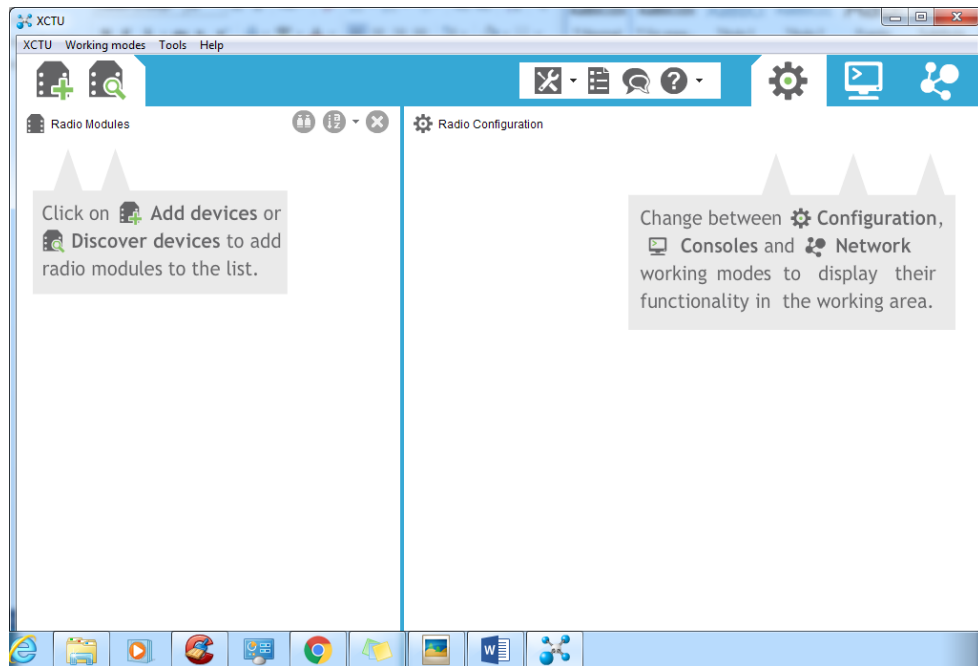 XCTU
XCTU Working modes Tools Help
Radio Modules
Radio Configuration
Click on Add devices or
Discover devices to add
radio modules to the list.
Change between Configuration,
Consoles and Network
working modes to display their
functionality in the working area.